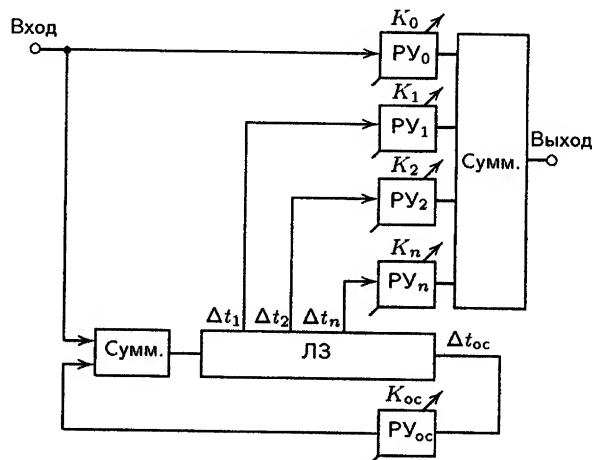 Вход
K₀
РУ₀
K₁
РУ₁
Выход
Сумм.
K₂
РУ₂
Kₙ
РУₙ
Δt₁ Δt₂ Δtₙ
Сумм.
ЛЗ
Δtос
Kос
РУос